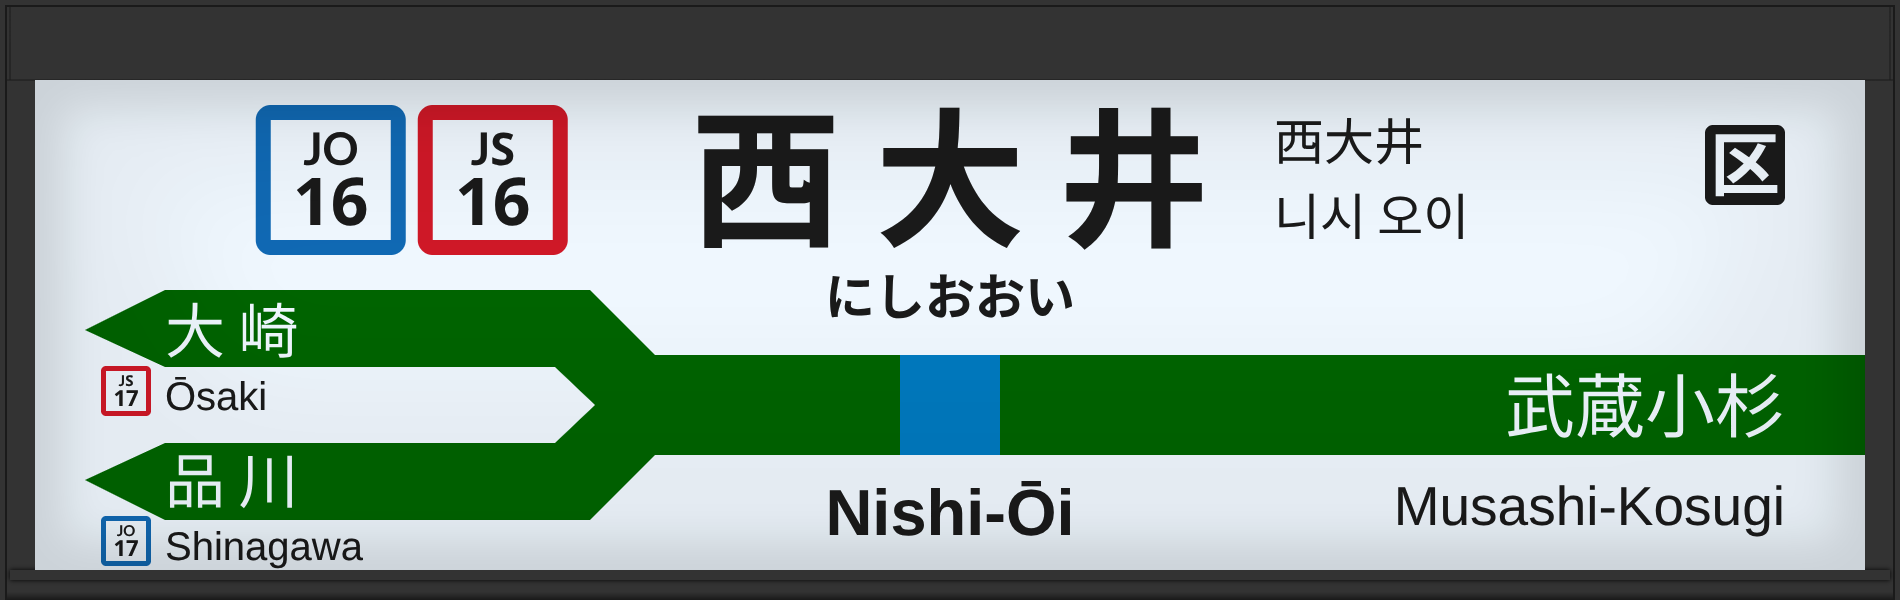 JO
16
JS
16
西大井
にしおおい
西大井
니시 오이
区
大崎
JS
17
Ōsaki
品川
JO
17
Shinagawa
Nishi-Ōi
武蔵小杉
Musashi-Kosugi